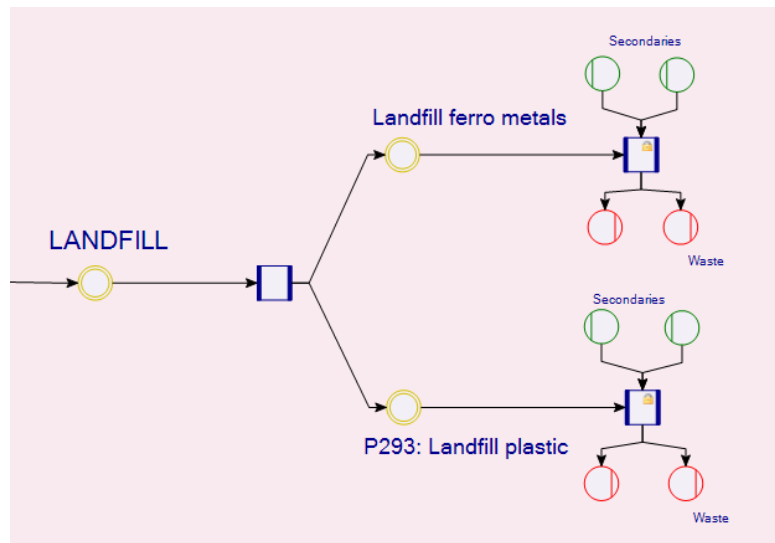 Secondaries
Landfill ferro metals
LANDFILL
Waste
Secondaries
P293: Landfill plastic
Waste